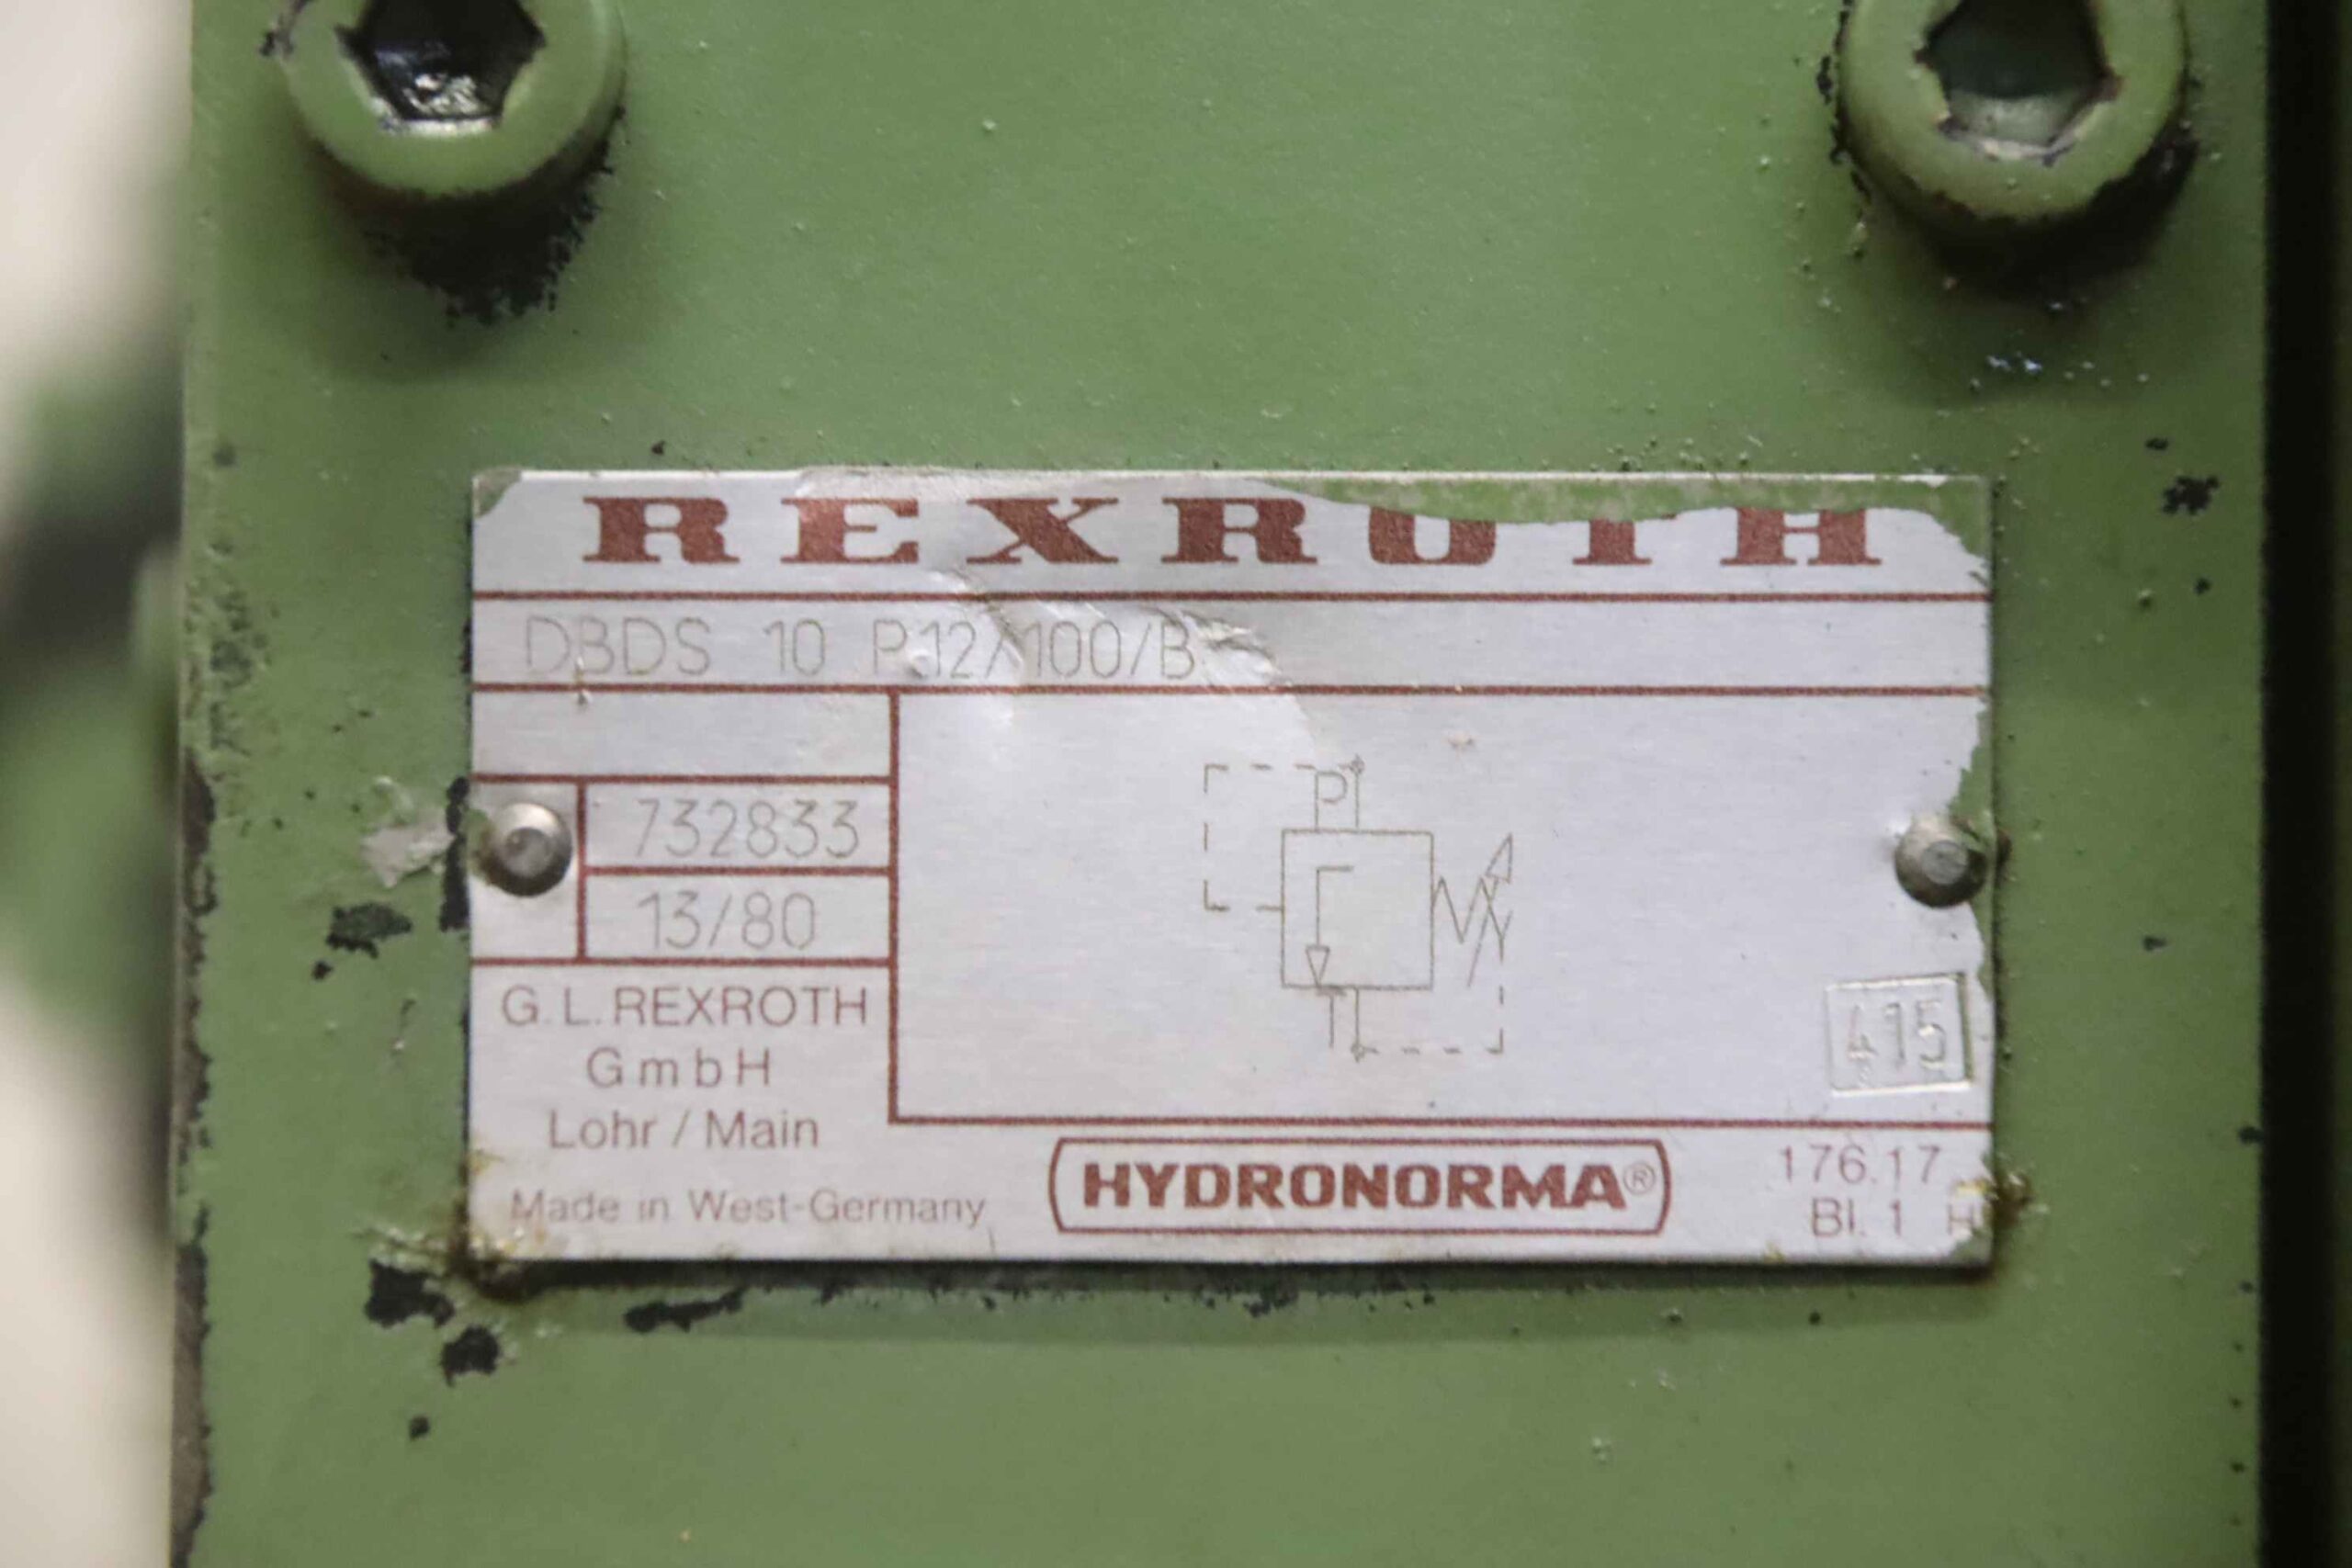 REXROTH
DBDS 10 P12/100/B
P
732833
13/80
T
G.L.REXROTH
GmbH
Lohr / Main
415
Made in West-Germany
HYDRONORMA®
176.17
Bl. 1 H